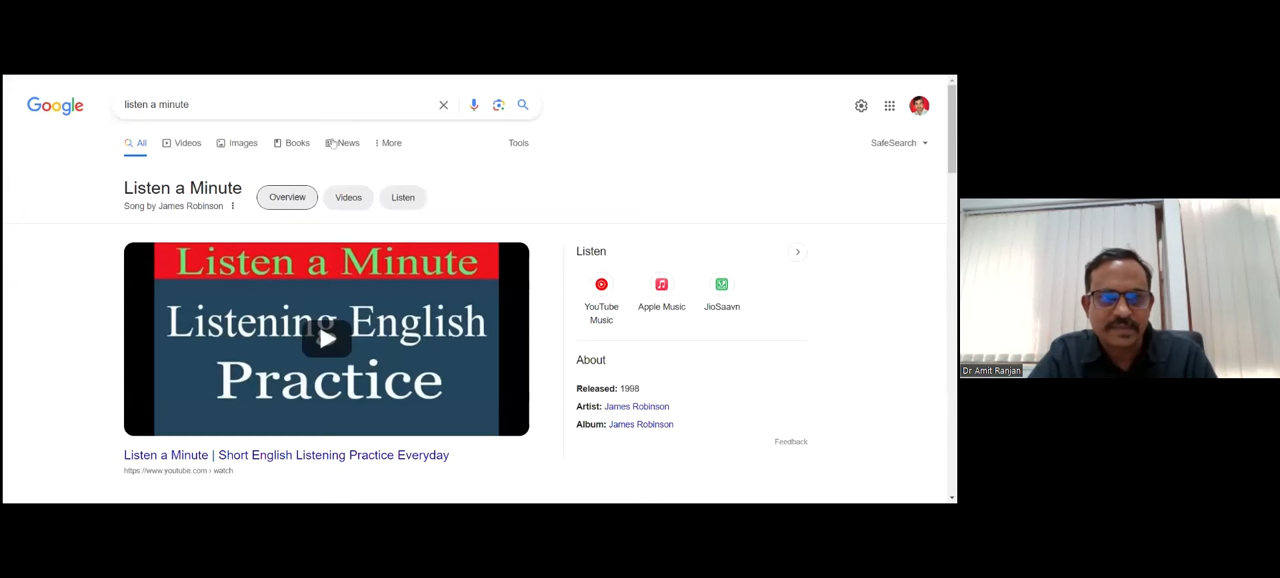 Google
listen a minute
All
Videos
Images
Books
News
More
Tools
SafeSearch
Listen a Minute
Song by James Robinson
Overview
Videos
Listen
Listen a Minute
Listening English
Practice
Listen a Minute | Short English Listening Practice Everyday
https://www.youtube.com › watch
Listen
YouTube
Music
Apple Music
JioSaavn
About
Released: 1998
Artist: James Robinson
Album: James Robinson
Feedback
Dr Amit Ranjan